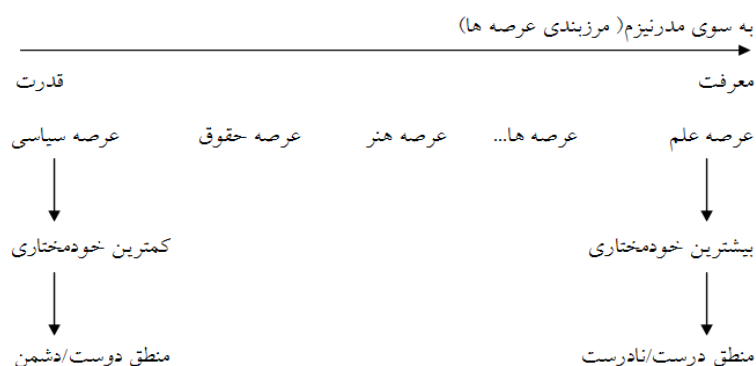 به سوی مدرنیزم( مرزبندی عرصه ها)
معرفت قدرت
عرصه علم عرصه ها... عرصه هنر عرصه حقوق عرصه سیاسی
بیشترین خودمختاری کمترین خودمختاری
منطق درست/نادرست منطق دوست/دشمن